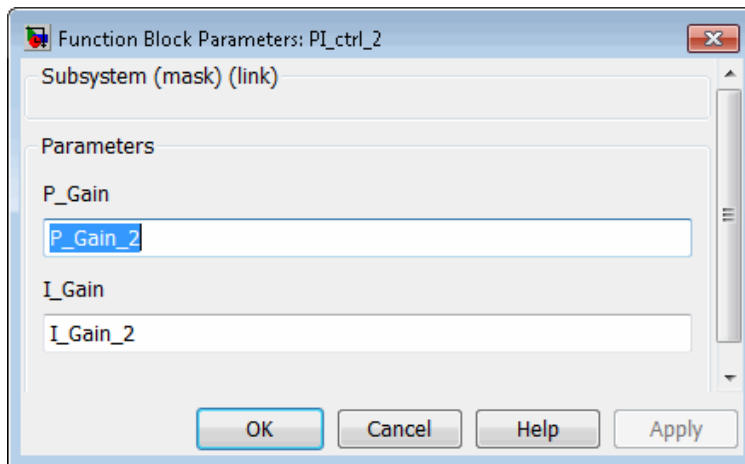 Function Block Parameters: PI_ctrl_2
Subsystem (mask) (link)
Parameters
P_Gain
P_Gain_2
I_Gain
I_Gain_2
OK Cancel Help Apply